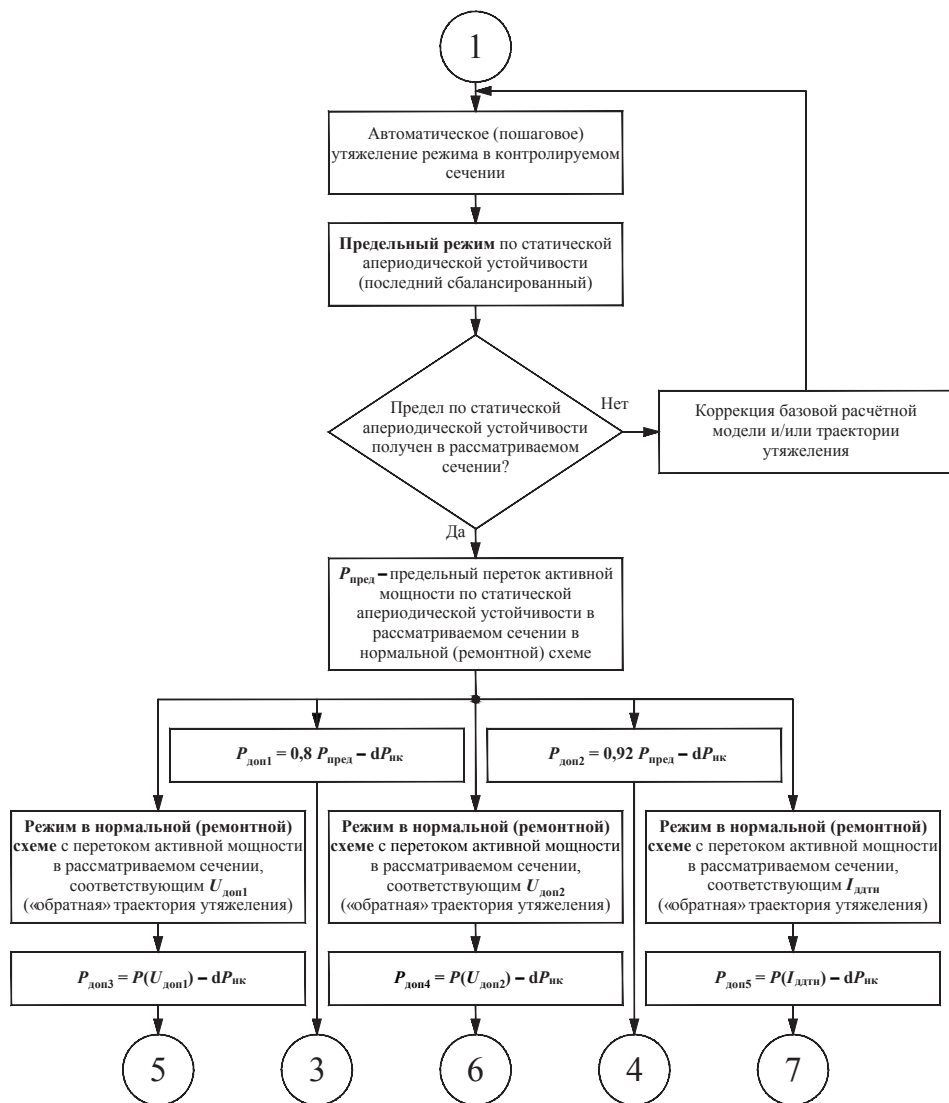 1
Автоматическое (пошаговое)
утяжеление режима в контролируемом
сечении
Предельный режим по статической
апериодической устойчивости
(последний сбалансированный)
Предел по статической
апериодической устойчивости
получен в рассматриваемом
сечении?
Нет
Коррекция базовой расчётной
модели и/или траектории
утяжеления
Да
Pпред – предельный переток активной
мощности по статической
апериодической устойчивости в
рассматриваемом сечении в
нормальной (ремонтной) схеме
Pдоп1 = 0,8 Pпред – dPнк
Pдоп2 = 0,92 Pпред – dPнк
Режим в нормальной (ремонтной)
схеме с перетоком активной мощности
в рассматриваемом сечении,
соответствующим Uдоп1
(«обратная» траектория утяжеления)
Режим в нормальной (ремонтной)
схеме с перетоком активной мощности
в рассматриваемом сечении,
соответствующим Uдоп2
(«обратная» траектория утяжеления)
Режим в нормальной (ремонтной)
схеме с перетоком активной мощности
в рассматриваемом сечении,
соответствующим Iддтн
(«обратная» траектория утяжеления)
Pдоп3 = P(Uдоп1) – dPнк
Pдоп4 = P(Uдоп2) – dPнк
Pдоп5 = P(Iддтн) – dPнк
5
3
6
4
7